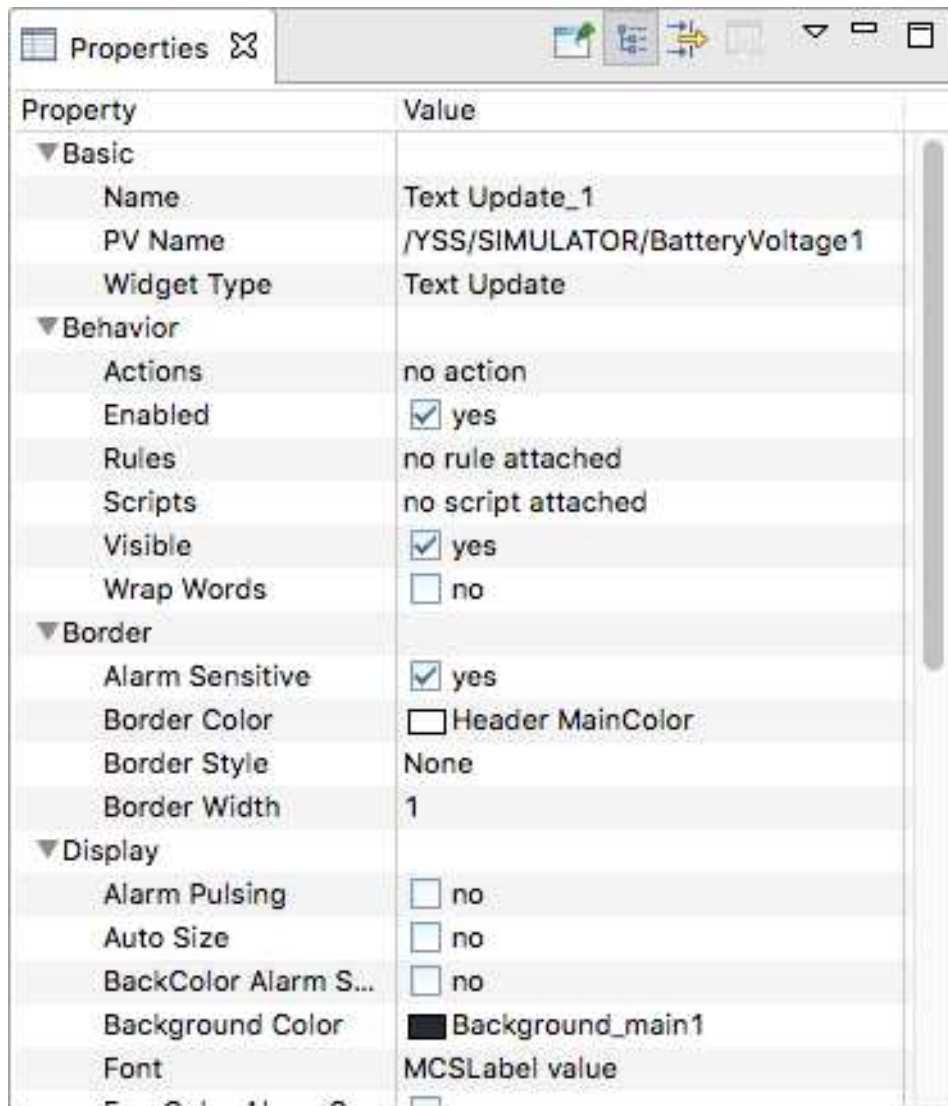 Properties
Property Value
Basic
Name Text Update_1
PV Name /YSS/SIMULATOR/BatteryVoltage1
Widget Type Text Update
Behavior
Actions no action
Enabled yes
Rules no rule attached
Scripts no script attached
Visible yes
Wrap Words no
Border
Alarm Sensitive yes
Border Color Header MainColor
Border Style None
Border Width 1
Display
Alarm Pulsing no
Auto Size no
BackColor Alarm S...
no
Background Color Background_main1
Font MCSLabel value